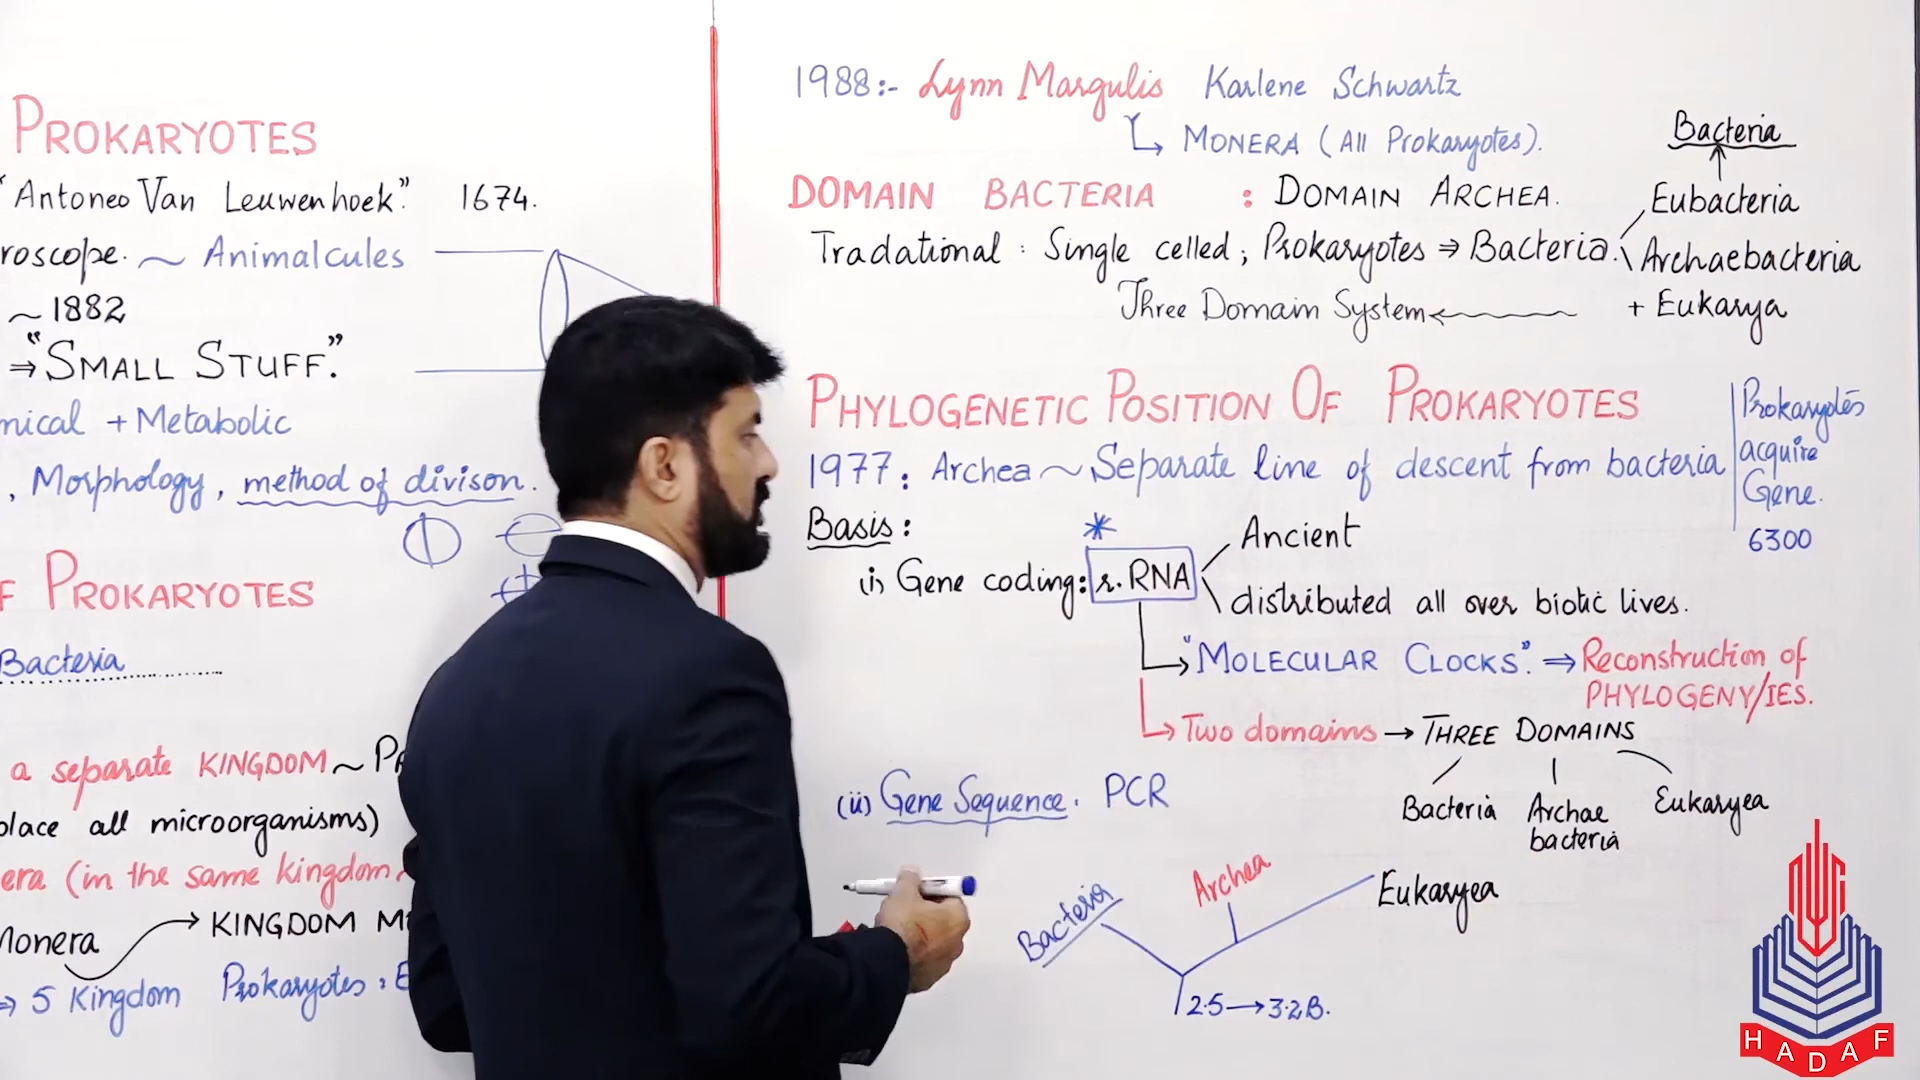 PROKARYOTES
"Antoneo Van Leuwenhoek" 1674.
roscope. ~ Animalcules
~ 1882
⇒ "SMALL STUFF."
mical + Metabolic
, Morphology, method of divison.
F PROKARYOTES
Bacteria
a separate KINGDOM ~
place all microorganisms)
era (in the same kingdom
Monera → KINGDOM M
⇒ 5 Kingdom Prokaryotes :
1988:- Lynn Margulis Karlene Schwartz
↳ MONERA (All Prokaryotes).
DOMAIN BACTERIA : DOMAIN ARCHEA.
Tradational : Single celled ; Prokaryotes ⇒ Bacteria.
Bacteria
Eubacteria
Archaebacteria
+ Eukarya
Three Domain System
PHYLOGENETIC POSITION OF PROKARYOTES
1977: Archea ~ Separate line of descent from bacteria
Prokaryotes
acquire
Gene.
6300
Basis :
*
(i) Gene coding: r.RNA
Ancient
distributed all over biotic lives.
"MOLECULAR CLOCKS". ⇒ Reconstruction of
PHYLOGENY/IES.
↳ Two domains → THREE DOMAINS
Bacteria
Archae
bacteria
Eukaryea
(ii) Gene Sequence. PCR
Bacteria
Archea
Eukaryea
2.5 → 3.2 B.
HADAF